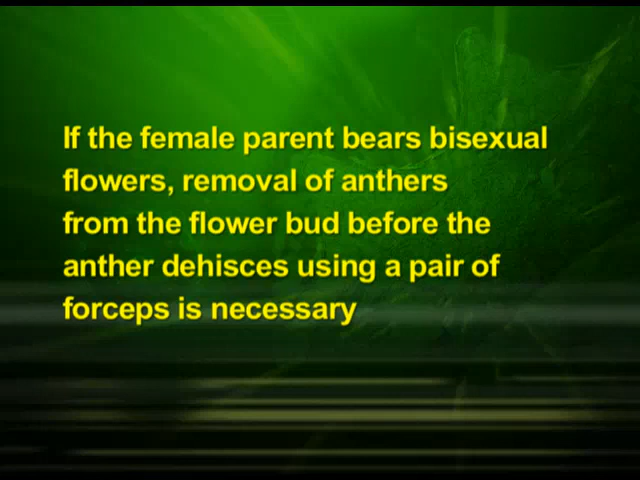 If the female parent bears bisexual
flowers, removal of anthers
from the flower bud before the
anther dehisces using a pair of
forceps is necessary